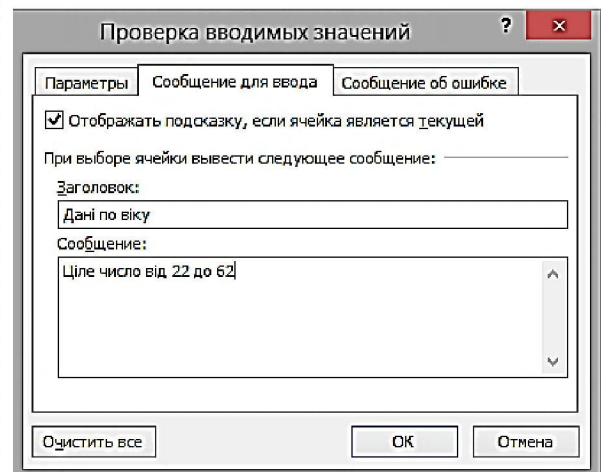 Проверка вводимых значений ? ×
Параметры Сообщение для ввода Сообщение об ошибке
Отображать подсказку, если ячейка является текущей
При выборе ячейки вывести следующее сообщение:
Заголовок:
Дані по віку
Сообщение:
Ціле число від 22 до 62
Очистить все ОК Отмена